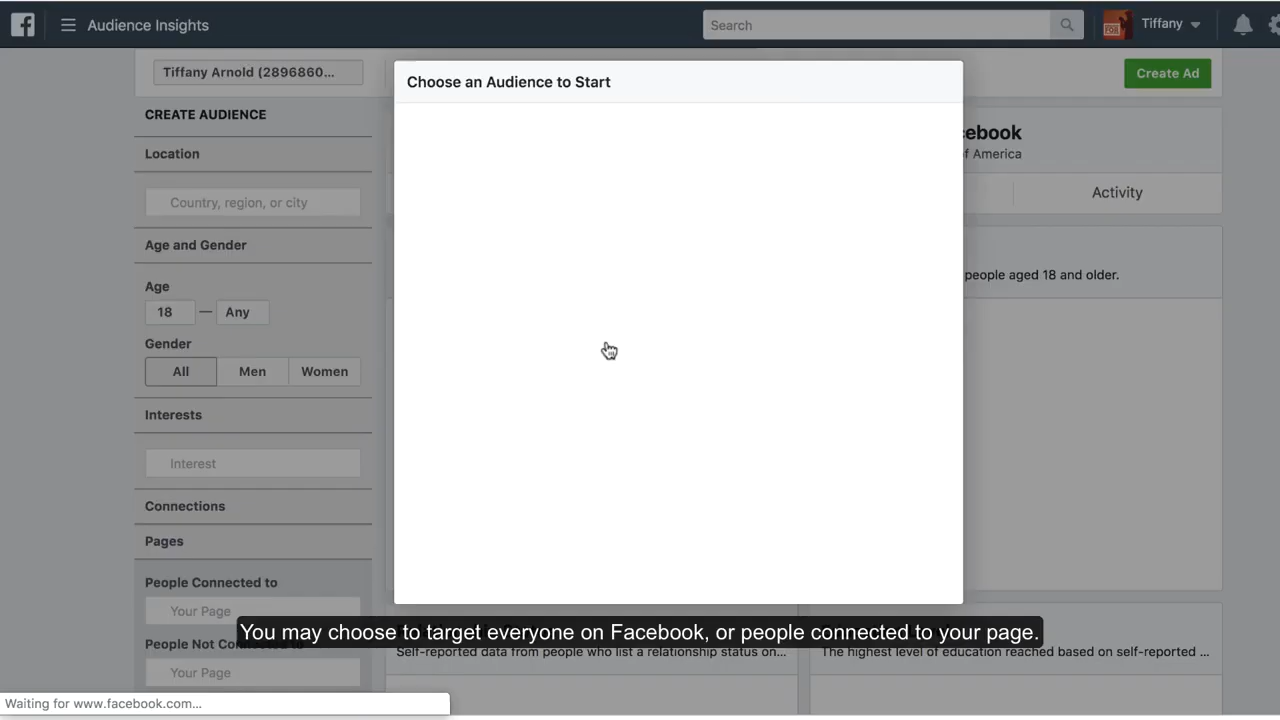 Audience Insights
Search
Tiffany
Tiffany Arnold (2896860...
Create Ad
Choose an Audience to Start
CREATE AUDIENCE
Location
Country, region, or city
Age and Gender
Age
18 — Any
Gender
All Men Women
Interests
Interest
Connections
Pages
People Connected to
Your Page
People Not Connected to
Your Page
cebook
of America
Activity
people aged 18 and older.
You may choose to target everyone on Facebook, or people connected to your page.
Self-reported data from people who list a relationship status on...
The highest level of education reached based on self-reported ...
Waiting for www.facebook.com...